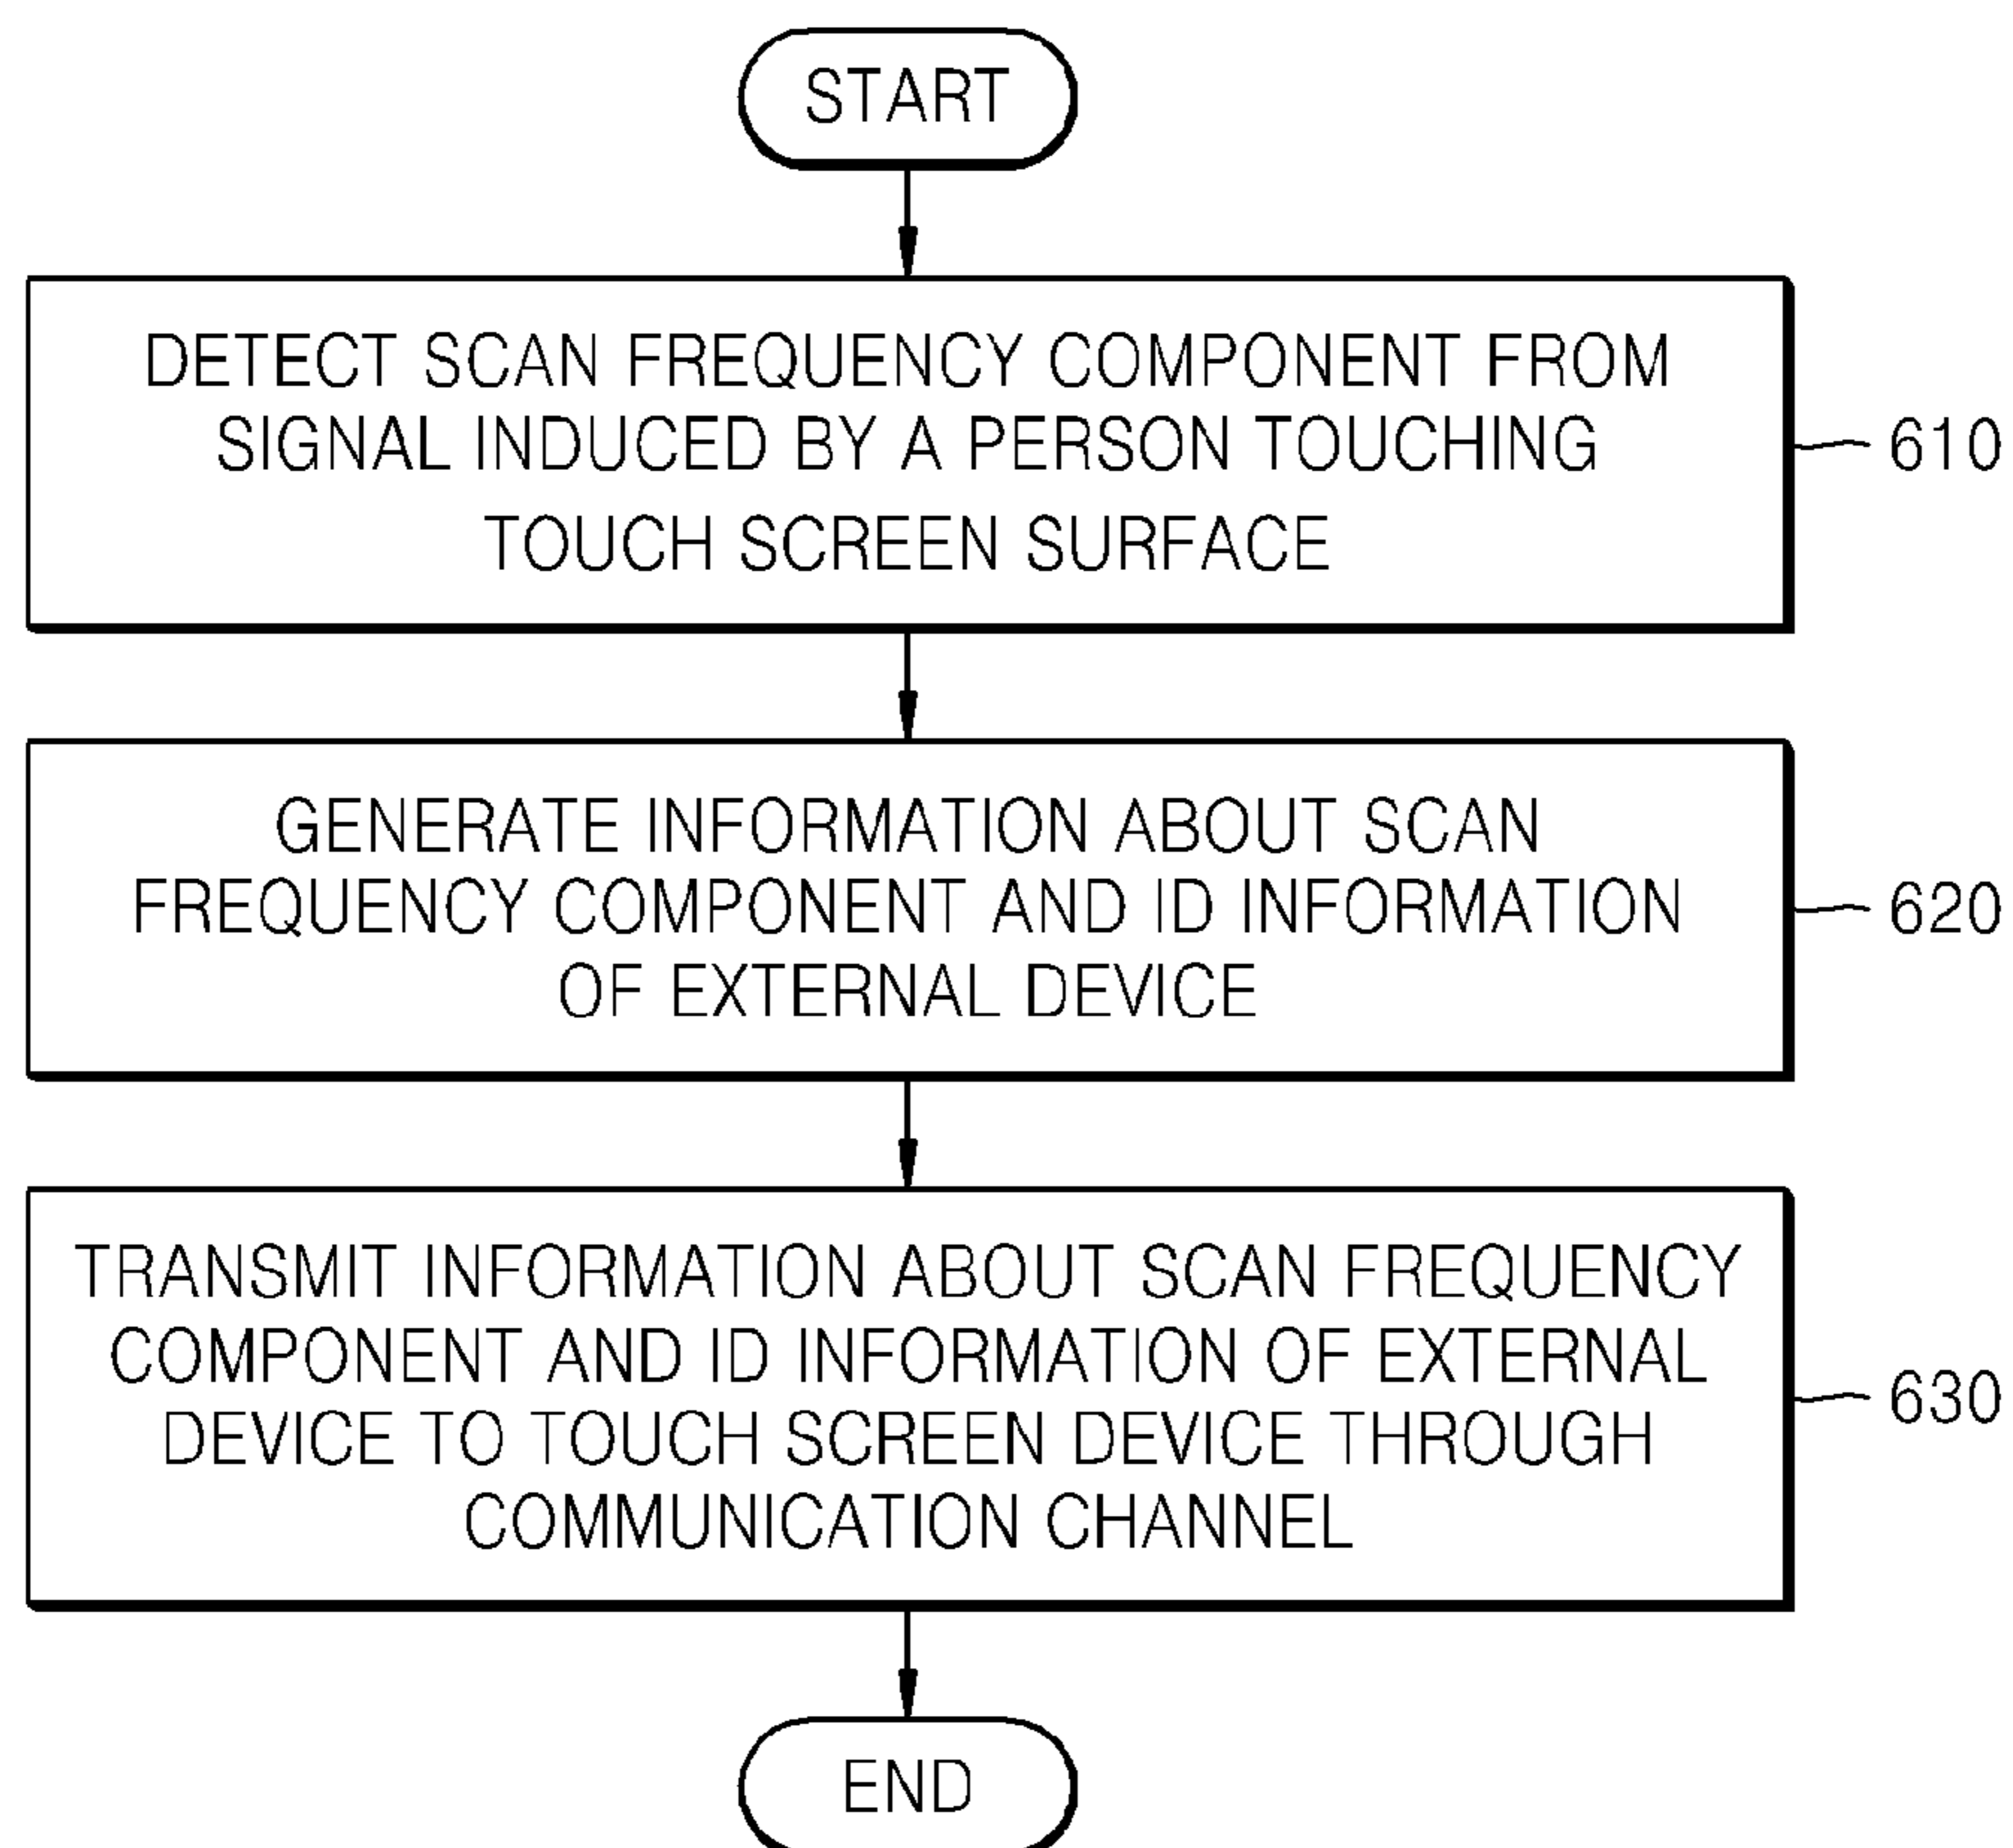 START
DETECT SCAN FREQUENCY COMPONENT FROM
SIGNAL INDUCED BY A PERSON TOUCHING
TOUCH SCREEN SURFACE
610
GENERATE INFORMATION ABOUT SCAN
FREQUENCY COMPONENT AND ID INFORMATION
OF EXTERNAL DEVICE
620
TRANSMIT INFORMATION ABOUT SCAN FREQUENCY
COMPONENT AND ID INFORMATION OF EXTERNAL
DEVICE TO TOUCH SCREEN DEVICE THROUGH
COMMUNICATION CHANNEL
630
END